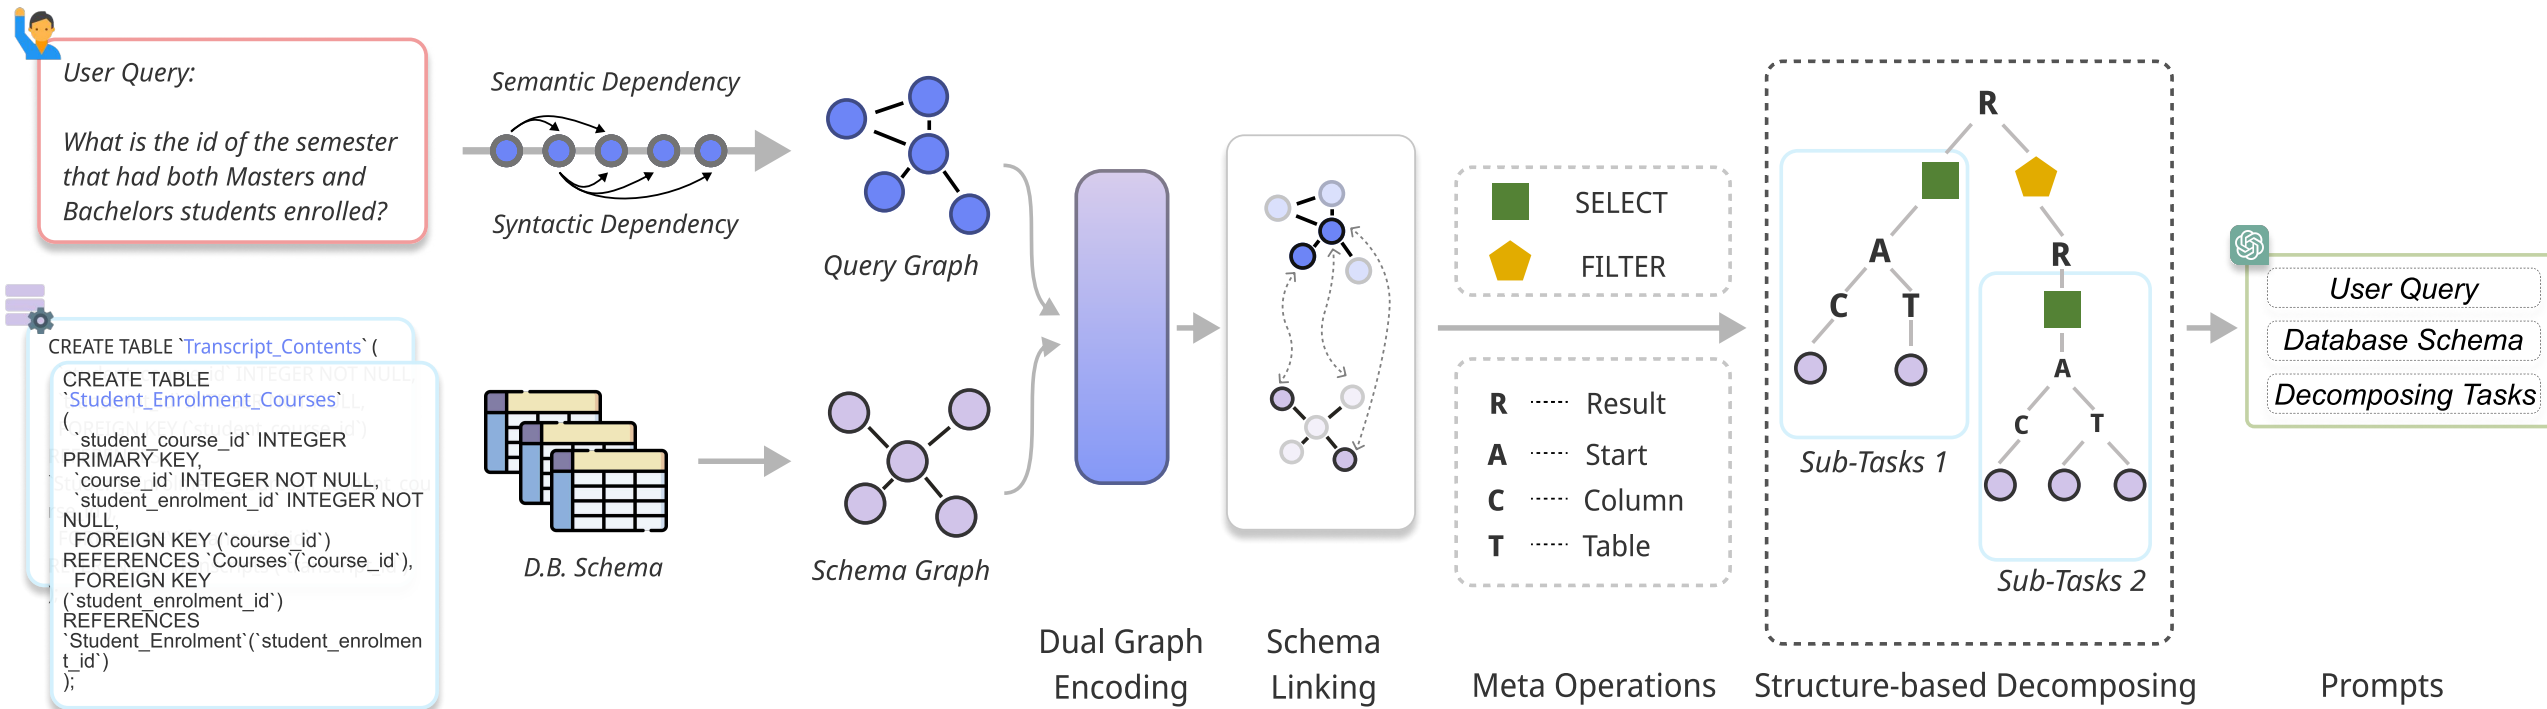 User Query:
What is the id of the semester
that had both Masters and
Bachelors students enrolled?
CREATE TABLE `Transcript_Contents` (
CREATE TABLE
`Student_Enrolment_Courses`
(
`student_course_id` INTEGER
PRIMARY KEY,
`course_id` INTEGER NOT NULL,
`student_enrolment_id` INTEGER NOT
NULL,
FOREIGN KEY (`course_id`)
REFERENCES `Courses`(`course_id`),
FOREIGN KEY
(`student_enrolment_id`)
REFERENCES
`Student_Enrolment`(`student_enrolmen
t_id`)
);
Semantic Dependency
Syntactic Dependency
Query Graph
D.B. Schema
Schema Graph
Dual Graph
Encoding
Schema
Linking
SELECT
FILTER
R Result
A Start
C Column
T Table
Meta Operations
R
A
C T
Sub-Tasks 1
R
A
C T
Sub-Tasks 2
Structure-based Decomposing
User Query
Database Schema
Decomposing Tasks
Prompts